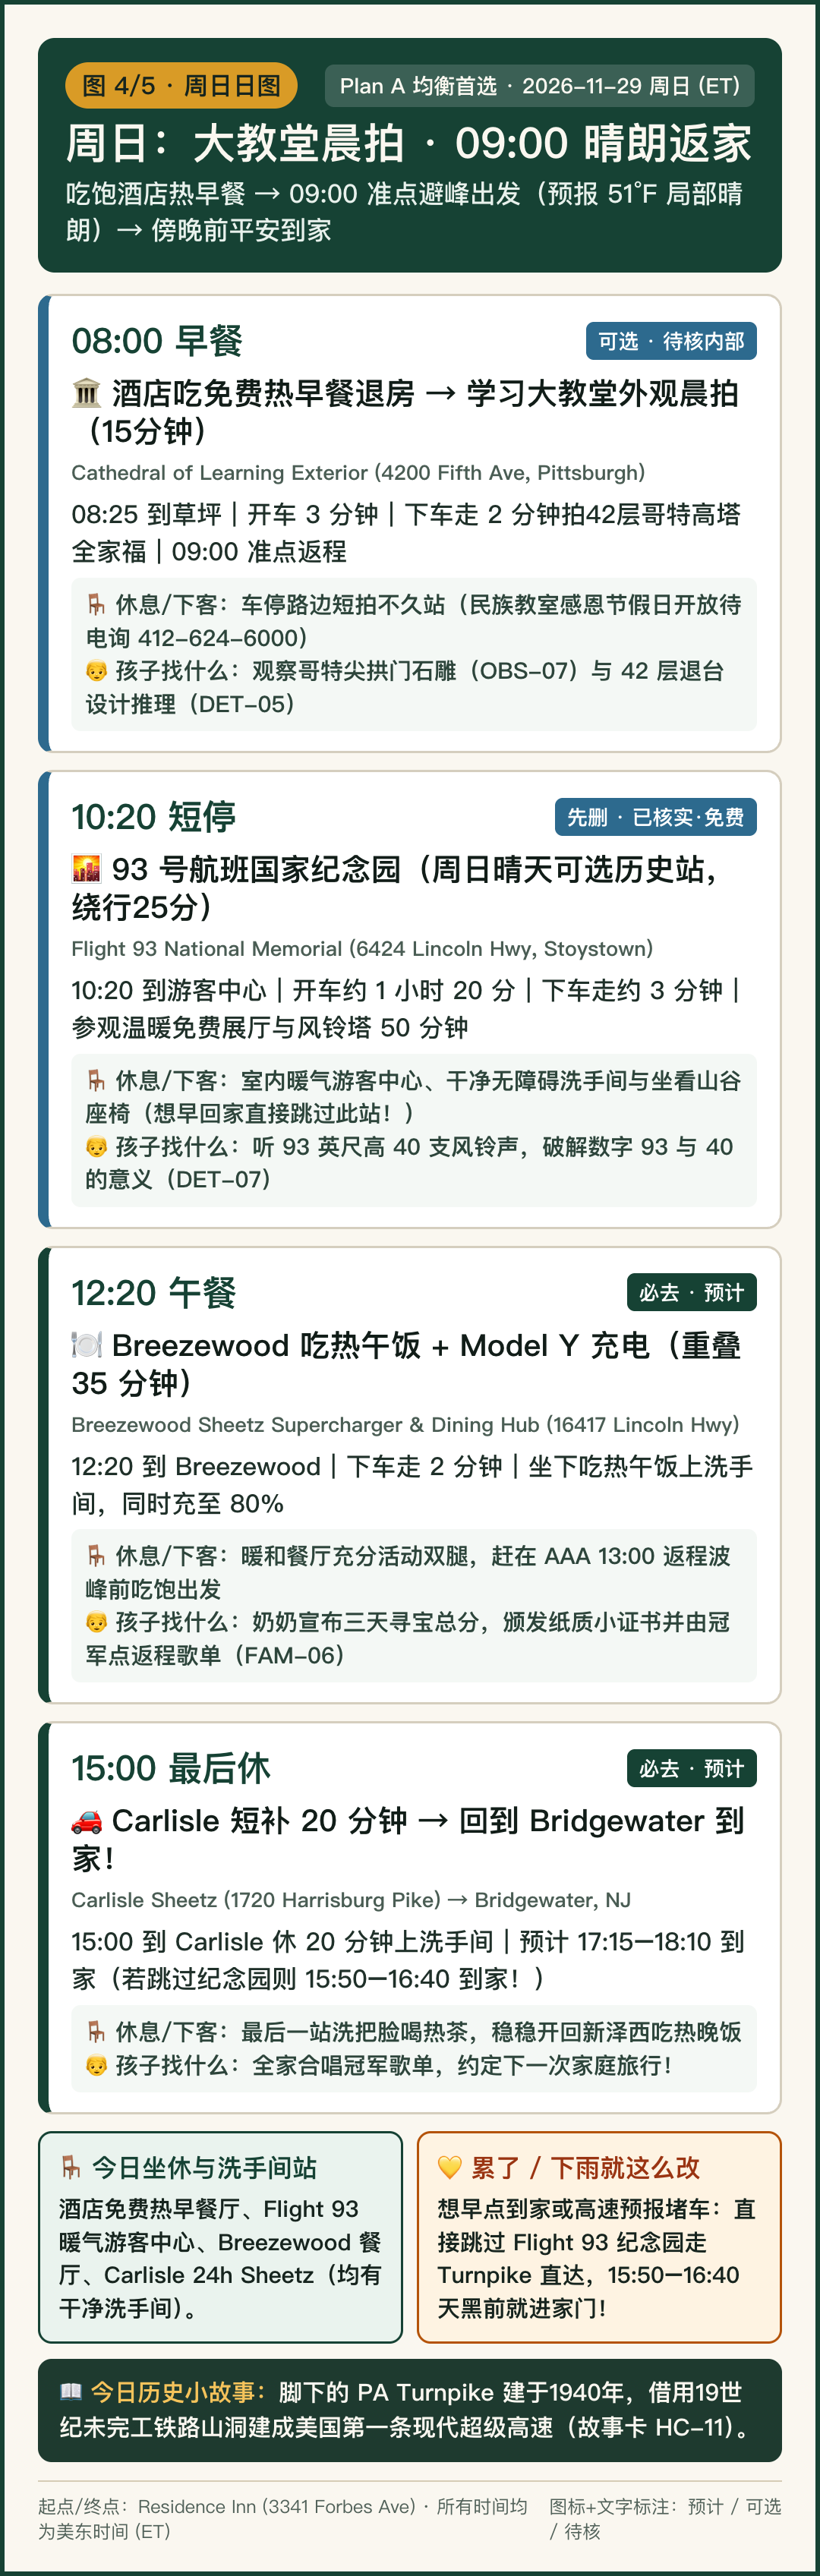 图 4/5 · 周日日图
Plan A 均衡首选 · 2026-11-29 周日 (ET)
周日：大教堂晨拍 · 09:00 晴朗返家
吃饱酒店热早餐 → 09:00 准点避峰出发（预报 51°F 局部晴
朗）→ 傍晚前平安到家
08:00 早餐
可选 · 待核内部
🏛️ 酒店吃免费热早餐退房 → 学习大教堂外观晨拍
（15分钟）
Cathedral of Learning Exterior (4200 Fifth Ave, Pittsburgh)
08:25 到草坪｜开车 3 分钟｜下车走 2 分钟拍42层哥特高塔
全家福｜09:00 准点返程
🪑 休息/下客：车停路边短拍不久站（民族教室感恩节假日开放待
电询 412-624-6000）
👦 孩子找什么：观察哥特尖拱门石雕（OBS-07）与 42 层退台
设计推理（DET-05）
10:20 短停
先删 · 已核实·免费
🌇 93 号航班国家纪念园（周日晴天可选历史站，
绕行25分）
Flight 93 National Memorial (6424 Lincoln Hwy, Stoystown)
10:20 到游客中心｜开车约 1 小时 20 分｜下车走约 3 分钟｜
参观温暖免费展厅与风铃塔 50 分钟
🪑 休息/下客：室内暖气游客中心、干净无障碍洗手间与坐看山谷
座椅（想早回家直接跳过此站！）
👦 孩子找什么：听 93 英尺高 40 支风铃声，破解数字 93 与 40
的意义（DET-07）
12:20 午餐
必去 · 预计
🍽️ Breezewood 吃热午饭 + Model Y 充电（重叠
35 分钟）
Breezewood Sheetz Supercharger & Dining Hub (16417 Lincoln Hwy)
12:20 到 Breezewood｜下车走 2 分钟｜坐下吃热午饭上洗手
间，同时充至 80%
🪑 休息/下客：暖和餐厅充分活动双腿，赶在 AAA 13:00 返程波
峰前吃饱出发
👦 孩子找什么：奶奶宣布三天寻宝总分，颁发纸质小证书并由冠
军点返程歌单（FAM-06）
15:00 最后休
必去 · 预计
🚗 Carlisle 短补 20 分钟 → 回到 Bridgewater 到
家！
Carlisle Sheetz (1720 Harrisburg Pike) → Bridgewater, NJ
15:00 到 Carlisle 休 20 分钟上洗手间｜预计 17:15–18:10 到
家（若跳过纪念园则 15:50–16:40 到家！）
🪑 休息/下客：最后一站洗把脸喝热茶，稳稳开回新泽西吃热晚饭
👦 孩子找什么：全家合唱冠军歌单，约定下一次家庭旅行！
🪑 今日坐休与洗手间站
酒店免费热早餐厅、Flight 93
暖气游客中心、Breezewood 餐
厅、Carlisle 24h Sheetz（均有
干净洗手间）。
💛 累了 / 下雨就这么改
想早点到家或高速预报堵车：直
接跳过 Flight 93 纪念园走
Turnpike 直达，15:50–16:40
天黑前就进家门！
📖 今日历史小故事：脚下的 PA Turnpike 建于1940年，借用19世
纪未完工铁路山洞建成美国第一条现代超级高速（故事卡 HC-11）。
起点/终点：Residence Inn (3341 Forbes Ave) · 所有时间均
为美东时间 (ET)
图标+文字标注：预计 / 可选
/ 待核